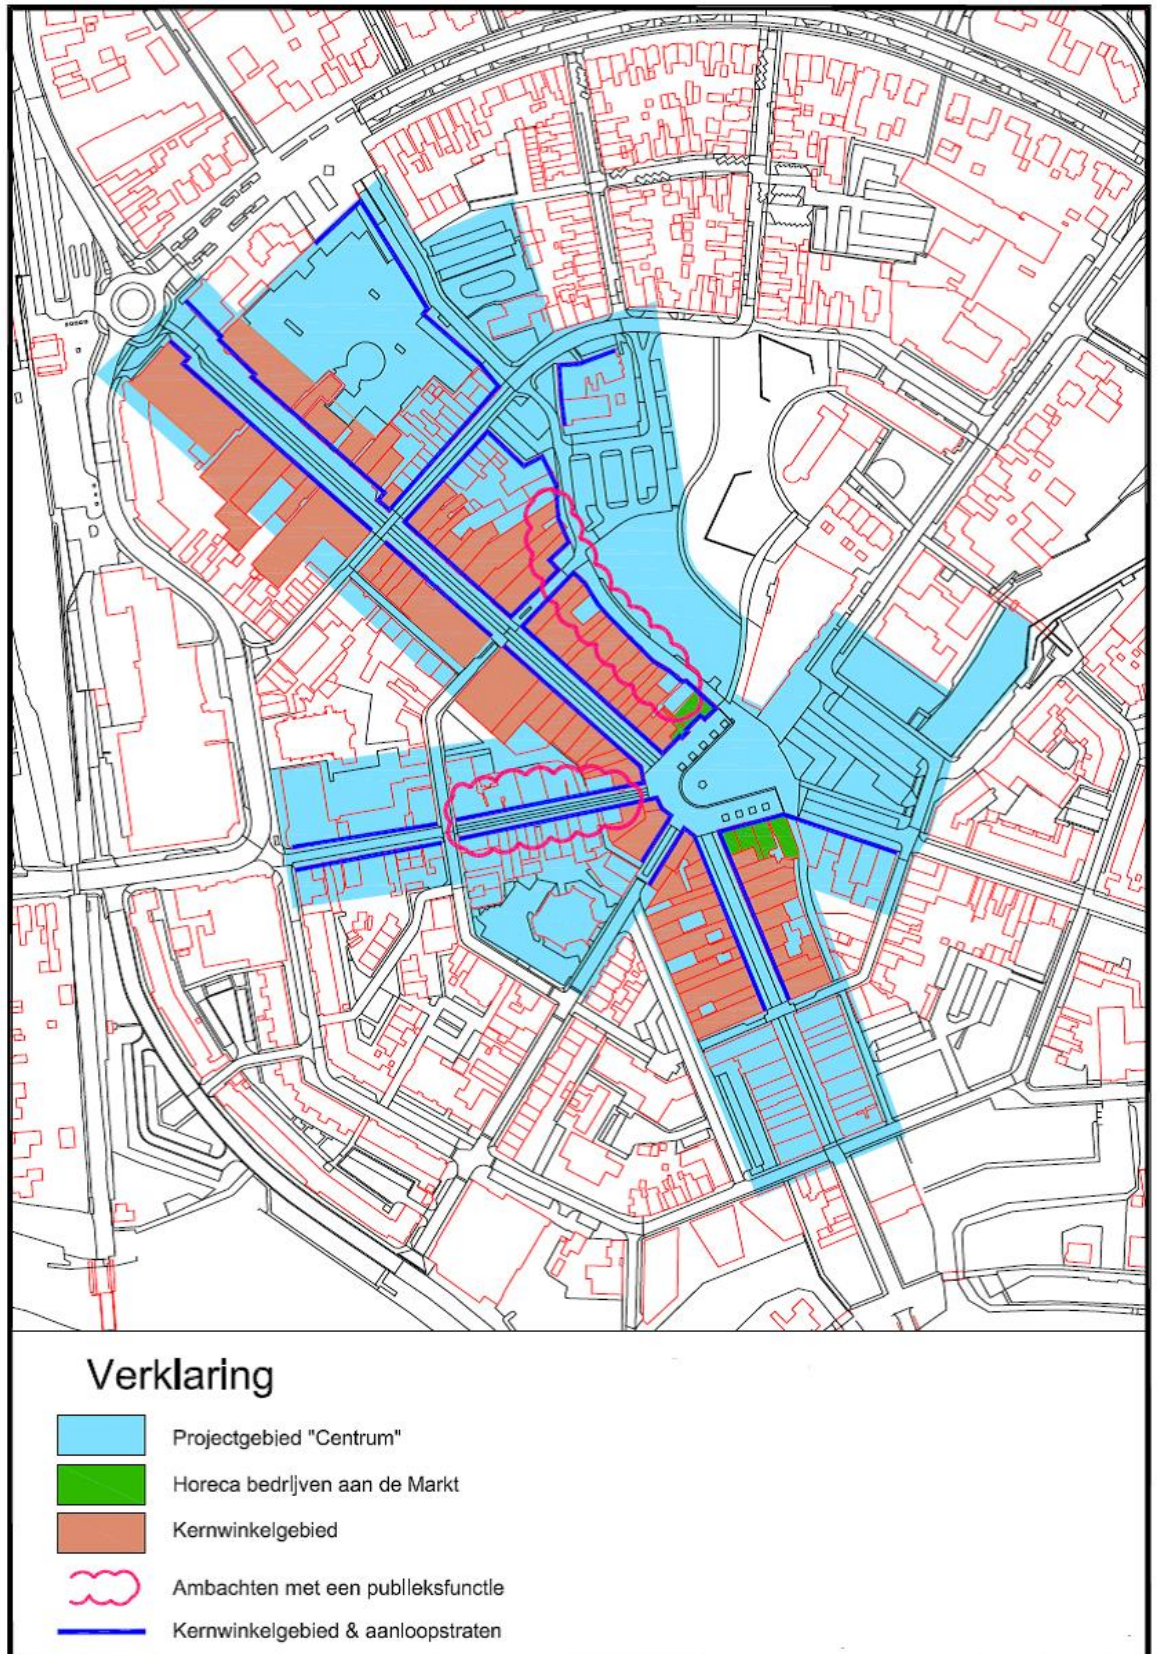 Verklaring
Projectgebied "Centrum"
Horeca bedrijven aan de Markt
Kernwinkelgebied
Ambachten met een publieksfunctie
Kernwinkelgebied & aanloopstraten